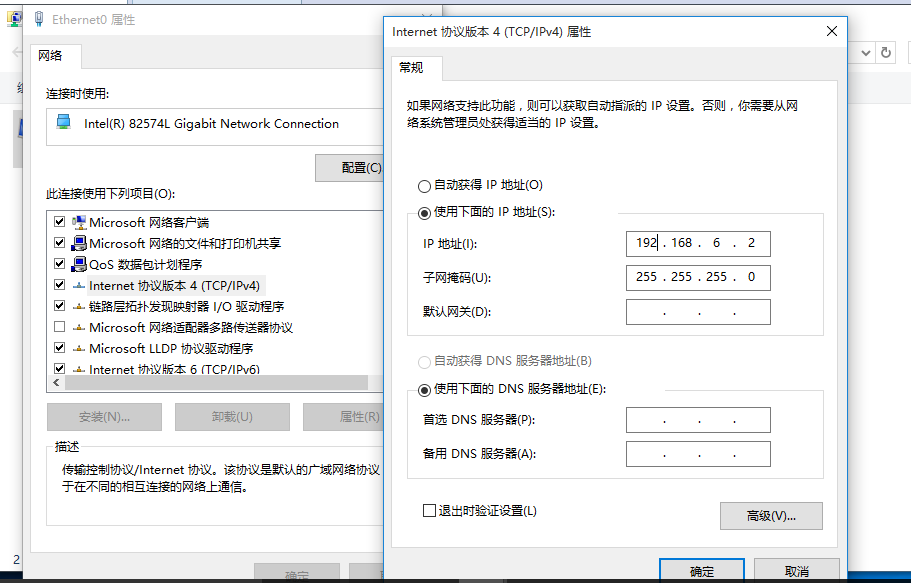 Ethernet0 属性
网络
连接时使用:
Intel(R) 82574L Gigabit Network Connection
配置(C)
此连接使用下列项目(O):
Microsoft 网络客户端
Microsoft 网络的文件和打印机共享
QoS 数据包计划程序
Internet 协议版本 4 (TCP/IPv4)
链路层拓扑发现映射器 I/O 驱动程序
Microsoft 网络适配器多路传送器协议
Microsoft LLDP 协议驱动程序
Internet 协议版本 6 (TCP/IPv6)
安装(N)...
卸载(U)
属性(R)
描述
传输控制协议/Internet 协议。该协议是默认的广域网络协议
于在不同的相互连接的网络上通信。
确定
2
Internet 协议版本 4 (TCP/IPv4) 属性
常规
如果网络支持此功能，则可以获取自动指派的 IP 设置。否则，你需要从网
络系统管理员处获得适当的 IP 设置。
自动获得 IP 地址(O)
使用下面的 IP 地址(S):
IP 地址(I):
192 . 168 . 6 . 2
子网掩码(U):
255 . 255 . 255 . 0
默认网关(D):
. . .
自动获得 DNS 服务器地址(B)
使用下面的 DNS 服务器地址(E):
首选 DNS 服务器(P):
. . .
备用 DNS 服务器(A):
. . .
退出时验证设置(L)
高级(V)...
确定
取消